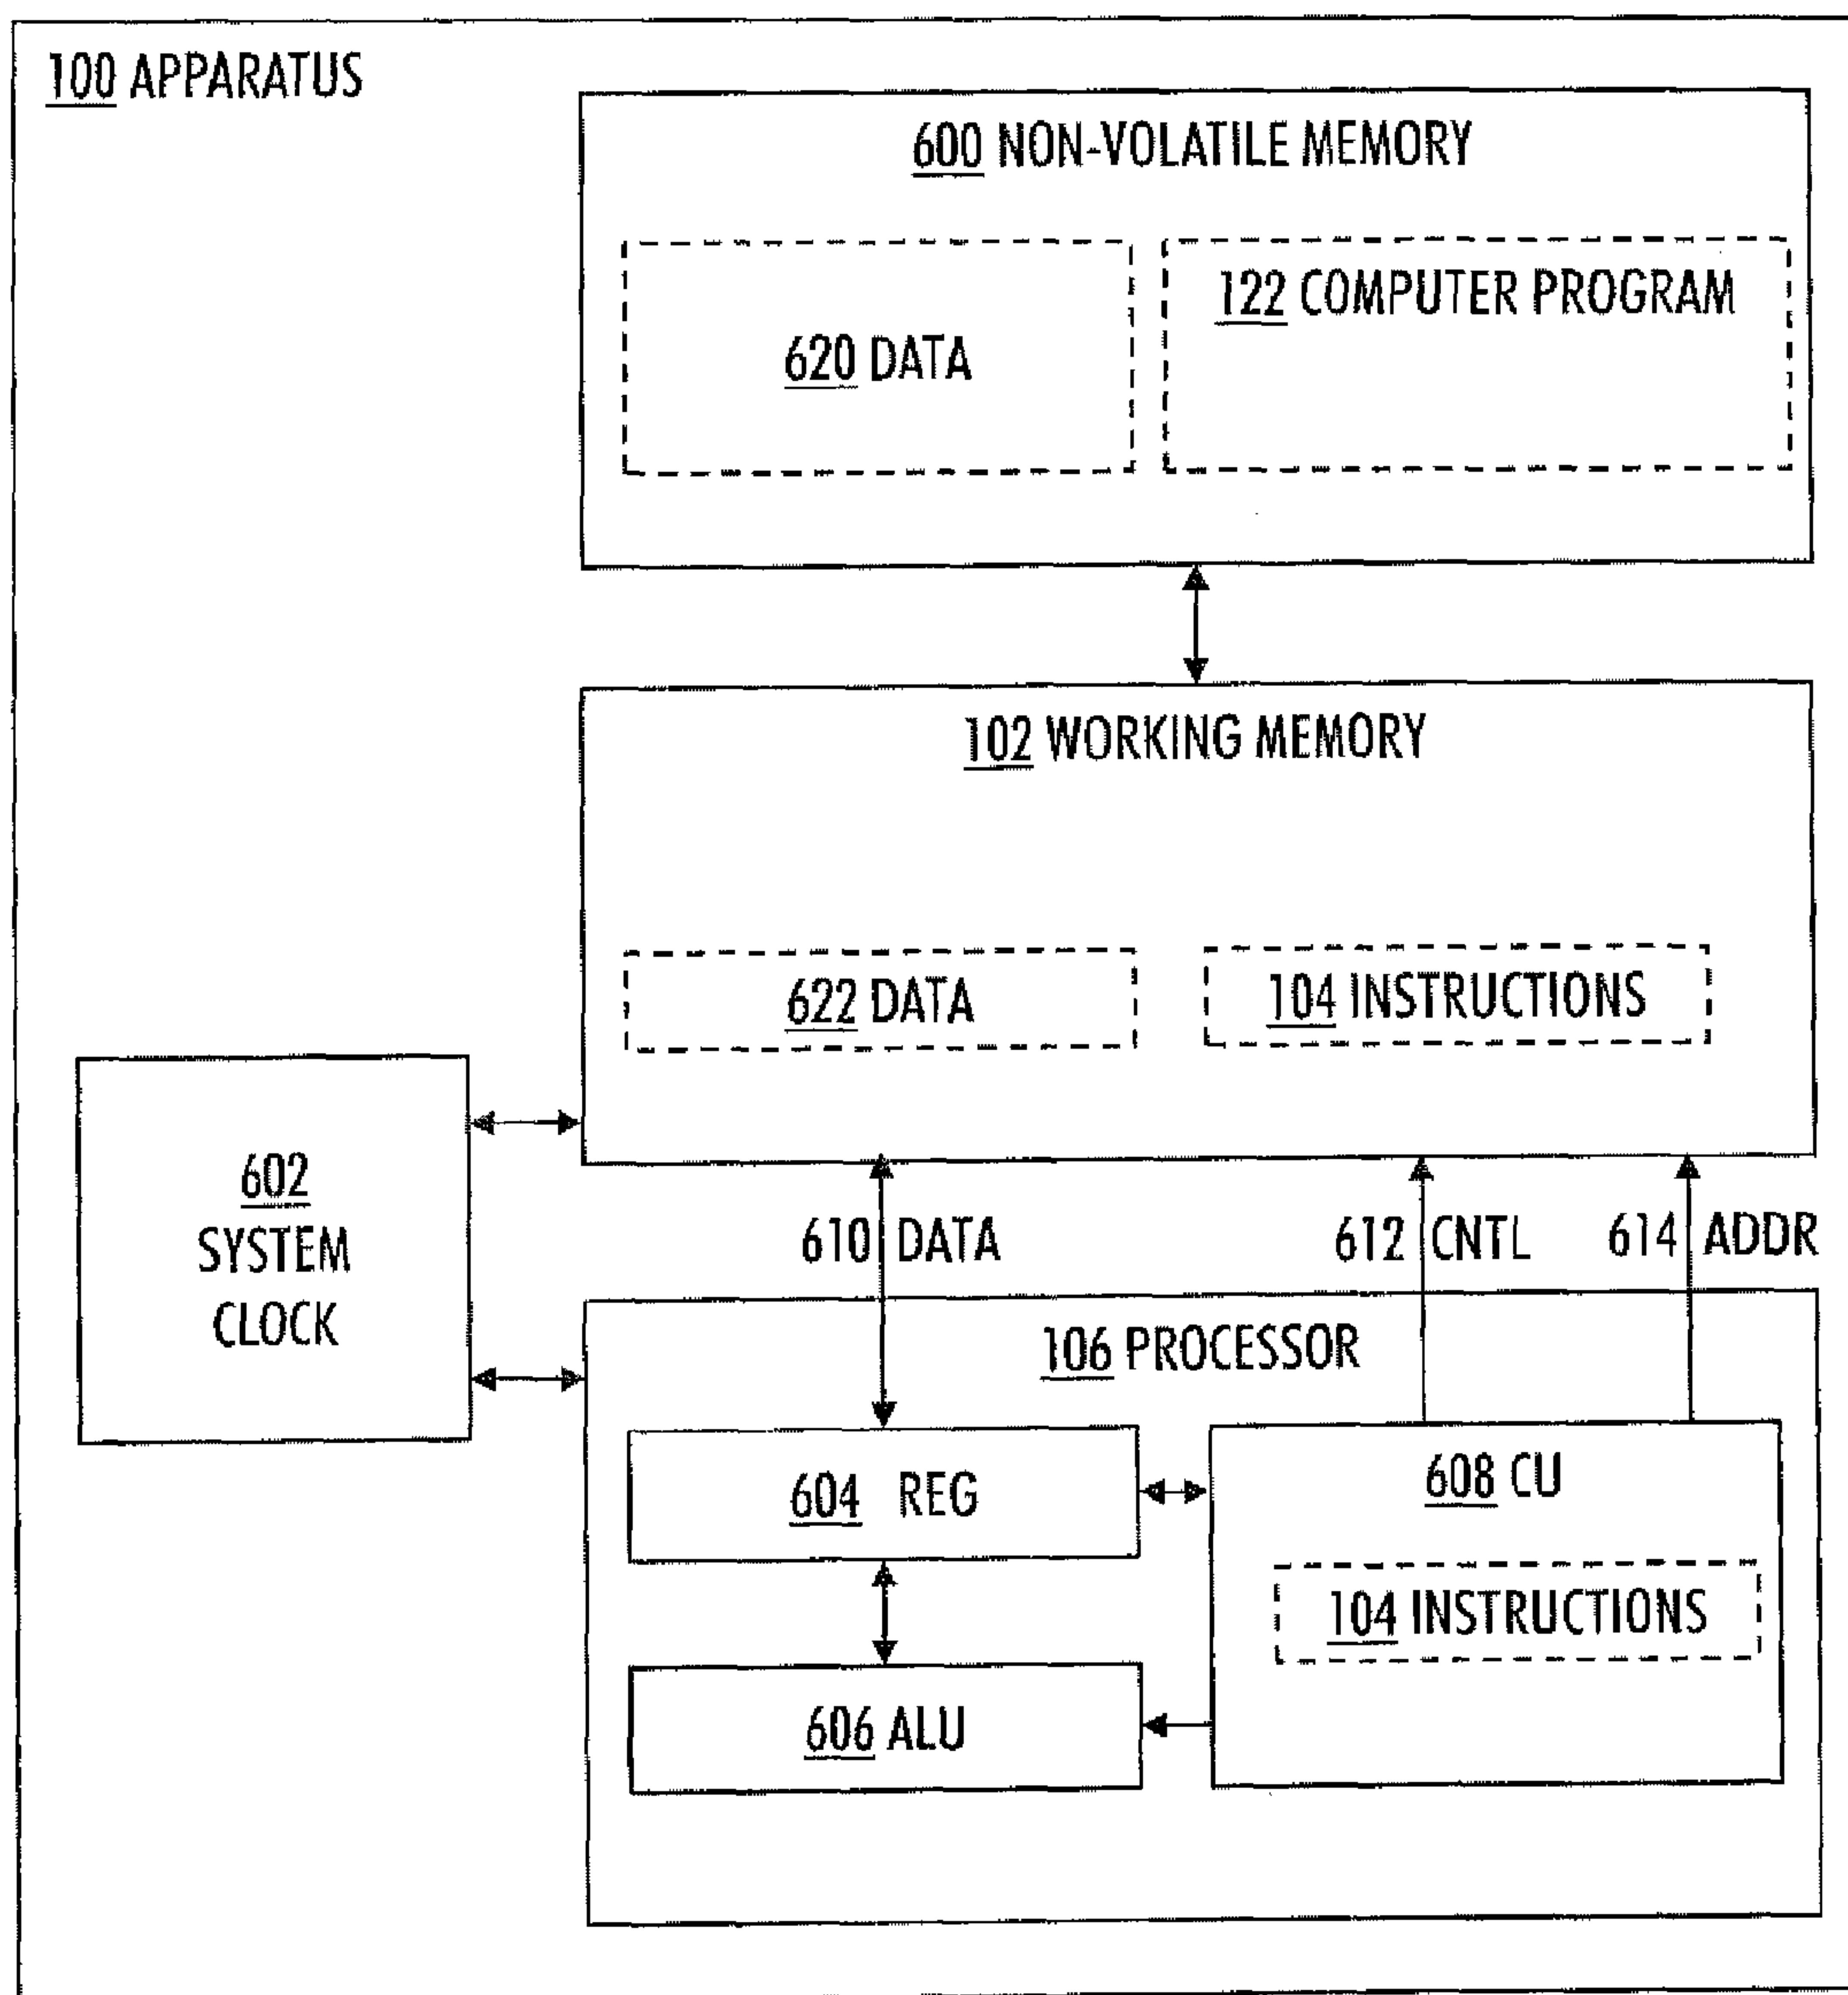 100 APPARATUS
600 NON-VOLATILE MEMORY
620 DATA
122 COMPUTER PROGRAM
102 WORKING MEMORY
622 DATA
104 INSTRUCTIONS
602
SYSTEM
CLOCK
610 DATA
612 CNTL
614 ADDR
106 PROCESSOR
604 REG
608 CU
104 INSTRUCTIONS
606 ALU